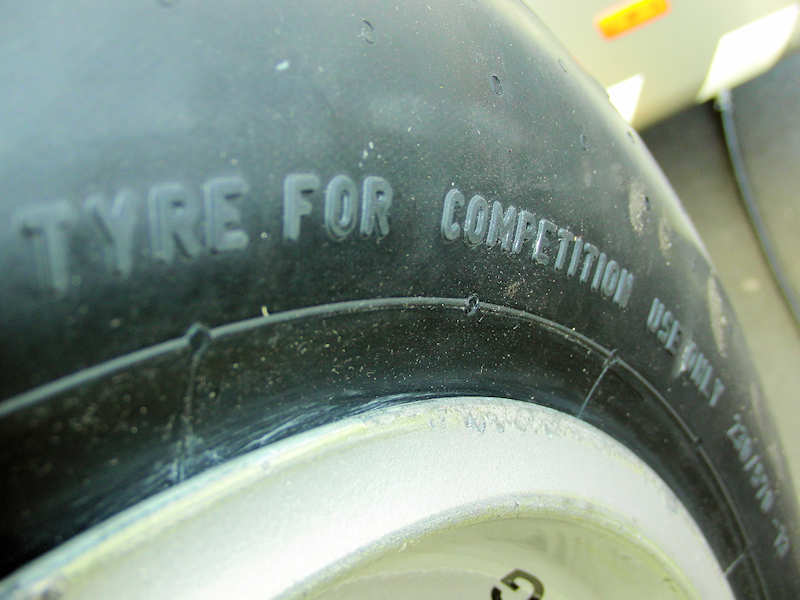 TYRE FOR COMPETITION USE ONLY
G